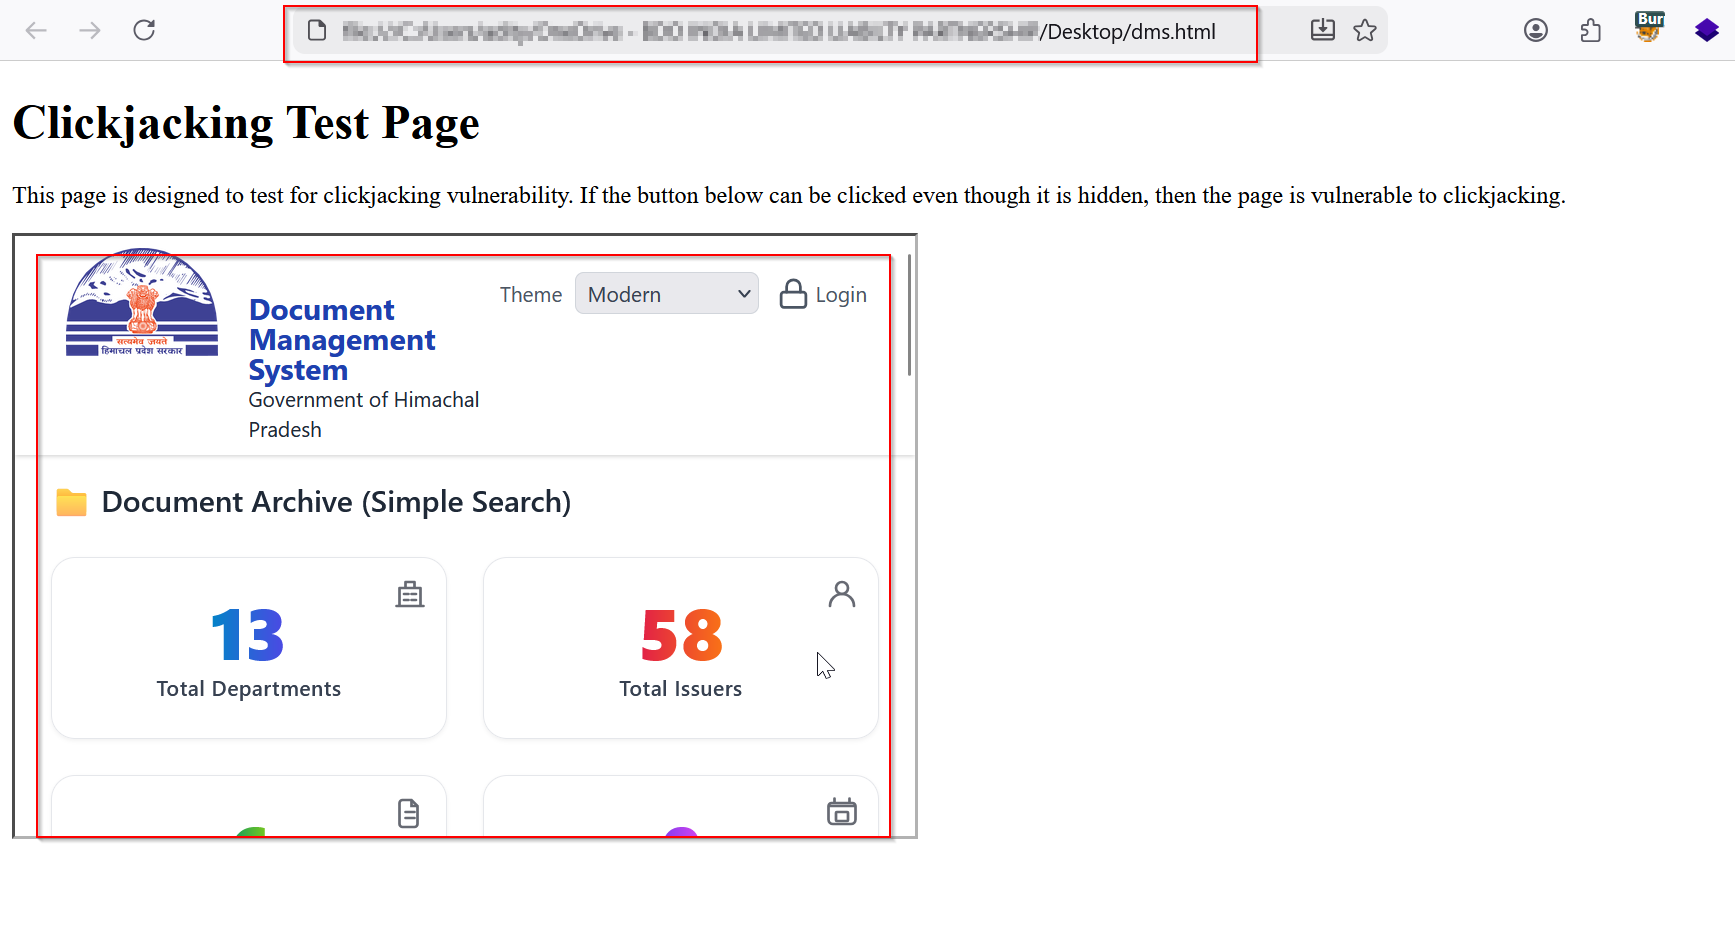 /Desktop/dms.html
Bur
Clickjacking Test Page
This page is designed to test for clickjacking vulnerability. If the button below can be clicked even though it is hidden, then the page is vulnerable to clickjacking.
सत्यमेव जयते
हिमाचल प्रदेश सरकार
Document
Management
System
Government of Himachal
Pradesh
Theme
Modern
Login
Document Archive (Simple Search)
13
Total Departments
58
Total Issuers